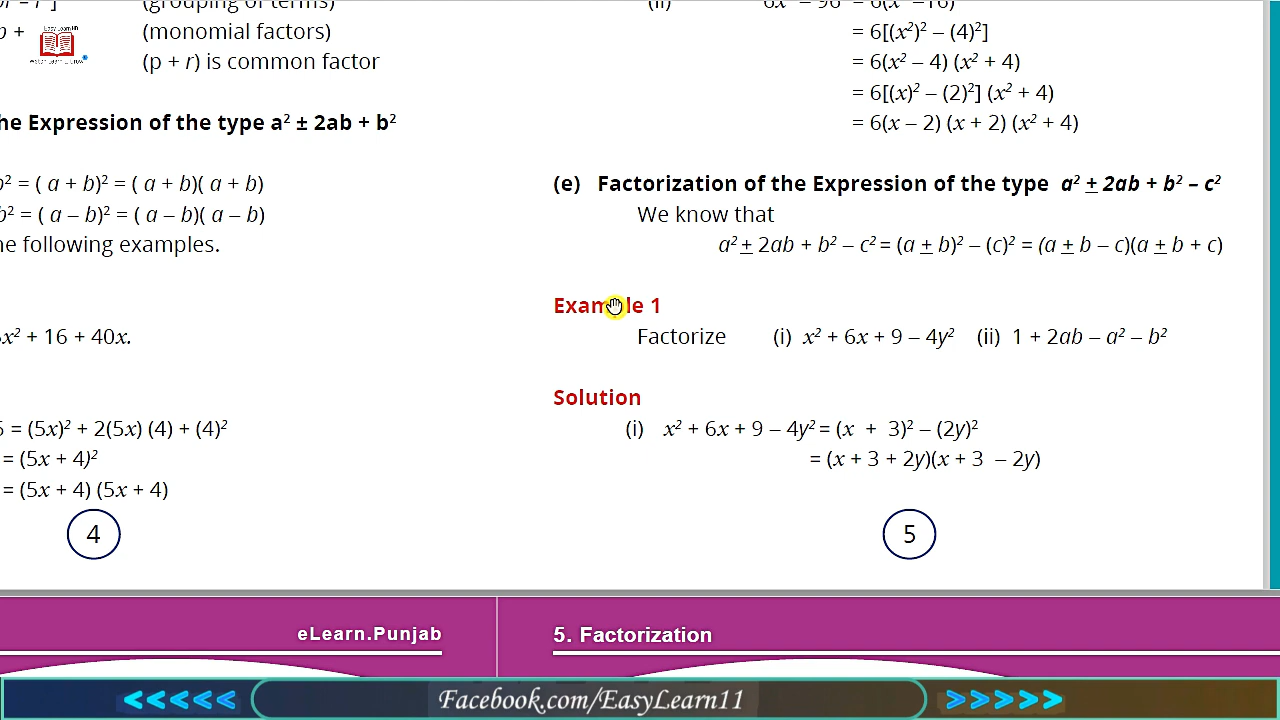 (grouping of terms)
p + (monomial factors)
Easy Learn
(p + r) is common factor
he Expression of the type a² ± 2ab + b²
b² = ( a + b)² = ( a + b)( a + b)
b² = ( a – b)² = ( a – b)( a – b)
he following examples.
x² + 16 + 40x.
6 = (5x)² + 2(5x) (4) + (4)²
= (5x + 4)²
= (5x + 4) (5x + 4)
4
(ii)
= 6[(x²)² – (4)²]
= 6(x² – 4) (x² + 4)
= 6[(x)² – (2)²] (x² + 4)
= 6(x – 2) (x + 2) (x² + 4)
(e) Factorization of the Expression of the type a² ± 2ab + b² – c²
We know that
a² ± 2ab + b² – c² = (a ± b)² – (c)² = (a ± b – c)(a ± b + c)
Example 1
Factorize (i) x² + 6x + 9 – 4y² (ii) 1 + 2ab – a² – b²
Solution
(i) x² + 6x + 9 – 4y² = (x + 3)² – (2y)²
= (x + 3 + 2y)(x + 3 – 2y)
5
eLearn.Punjab
5. Factorization
Facebook.com/EasyLearn11